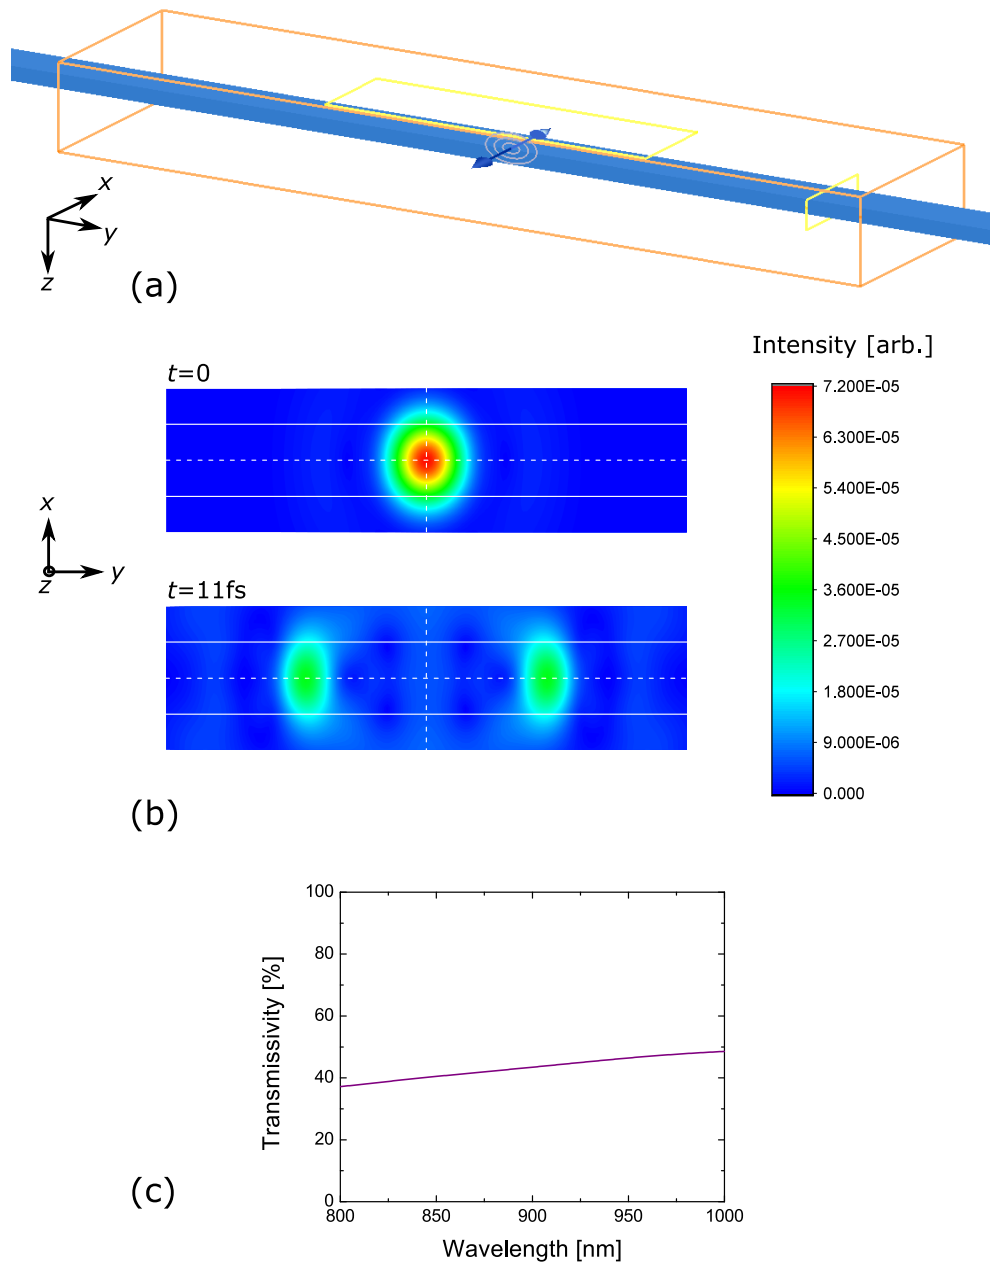 x
y
z
(a)
Intensity [arb.]
t=0
7.200E-05
6.300E-05
5.400E-05
4.500E-05
3.600E-05
2.700E-05
1.800E-05
9.000E-06
0.000
x
z
y
t=11fs
(b)
Transmissivity [%]
100
80
60
40
20
0
800
850
900
950
1000
Wavelength [nm]
(c)